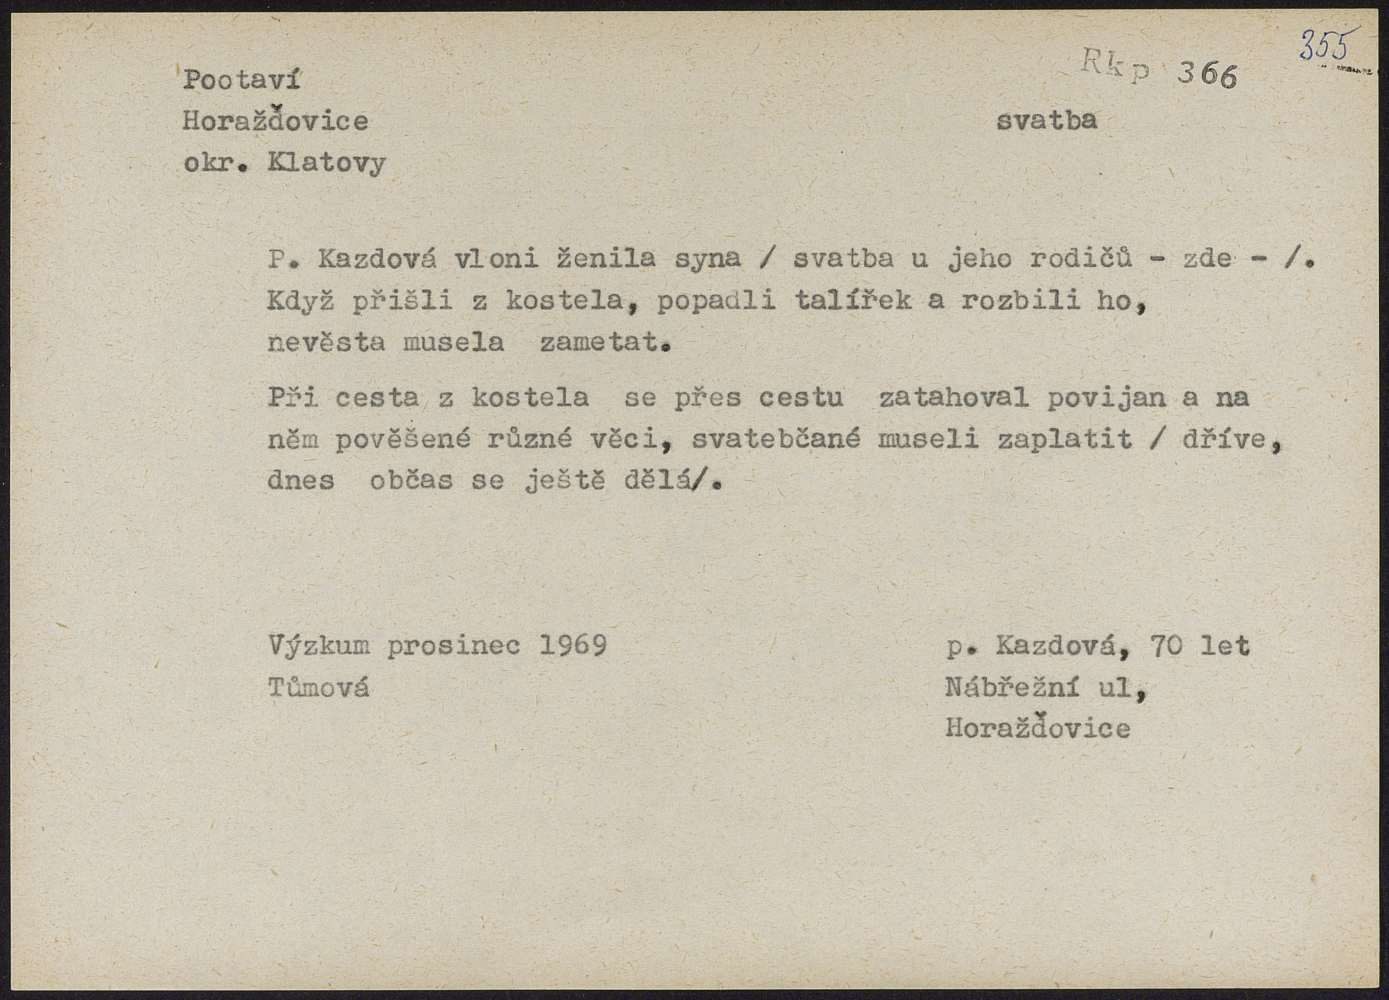 355
Rkp 366
Pootaví
Horažďovice
svatba
okr. Klatovy
P. Kazdová vloni ženila syna / svatba u jeho rodičů - zde - /.
Když přišli z kostela, popadli talířek a rozbili ho,
nevěsta musela zametat.
Při cesta z kostela se přes cestu zatahoval povijan a na
něm pověšené různé věci, svatebčané museli zaplatit / dříve,
dnes občas se ještě dělá/.
Výzkum prosinec 1969
Tůmová
p. Kazdová, 70 let
Nábřežní ul,
Horažďovice